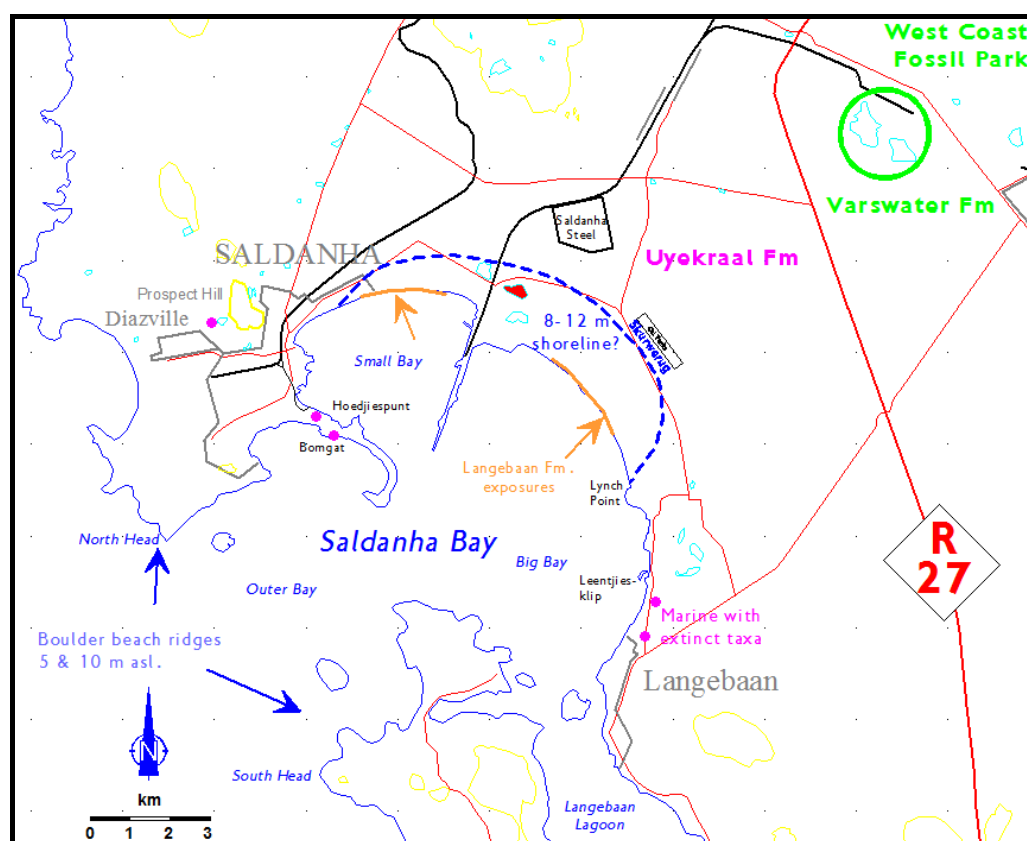 West Coast
Fossil Park
Varswater Fm
Saldanha
Steel
Uyekraal Fm
SALDANHA
Prospect Hill
Diazville
8-12 m
shoreline?
Skurwerug
Small Bay
Hoedjiespunt
Bomgat
Langebaan Fm.
exposures
Lynch
Point
North Head
Saldanha Bay
Big Bay
R
27
Outer Bay
Leentjies-
klip
Marine with
extinct taxa
Boulder beach ridges
5 & 10 m asl.
Langebaan
N
South Head
km
0 1 2 3
Langebaan
Lagoon